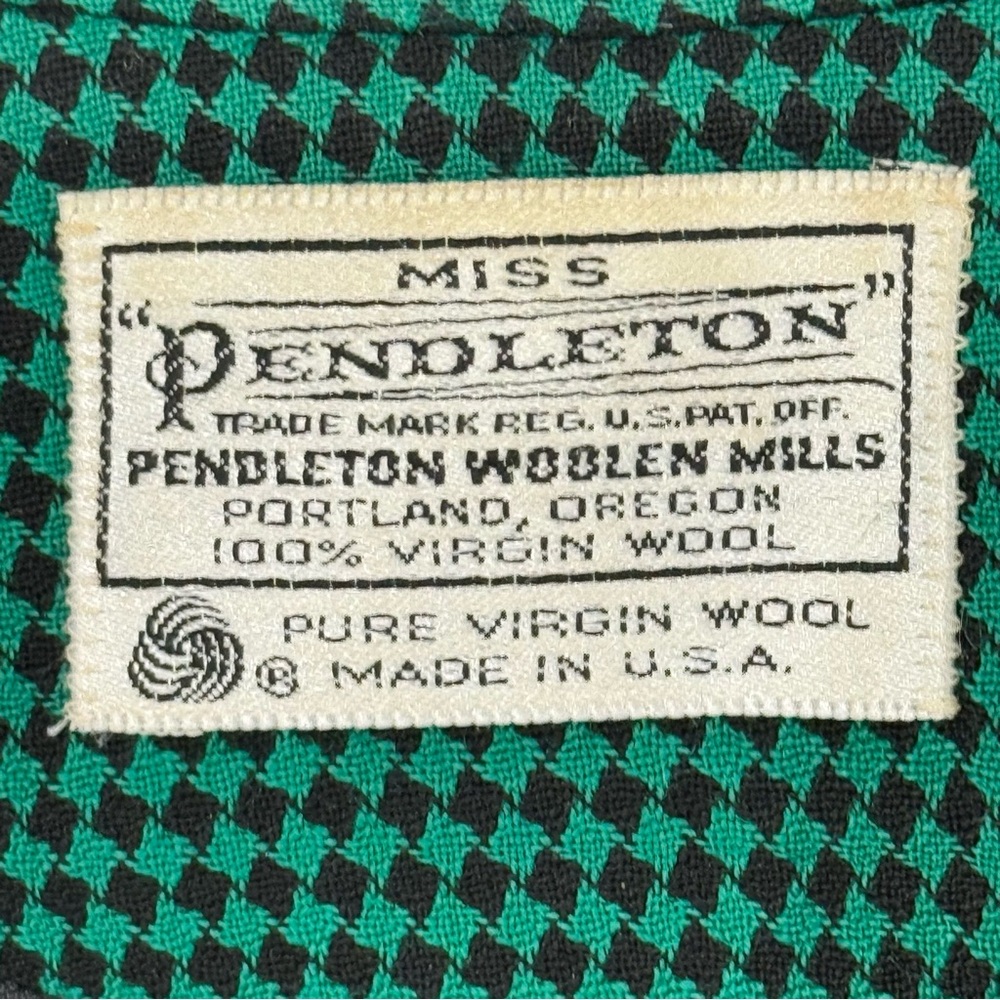 MISS
"PENDLETON"
TRADE MARK REG. U.S. PAT. OFF.
PENDLETON WOOLEN MILLS
PORTLAND, OREGON
100% VIRGIN WOOL
PURE VIRGIN WOOL
® MADE IN U.S.A.